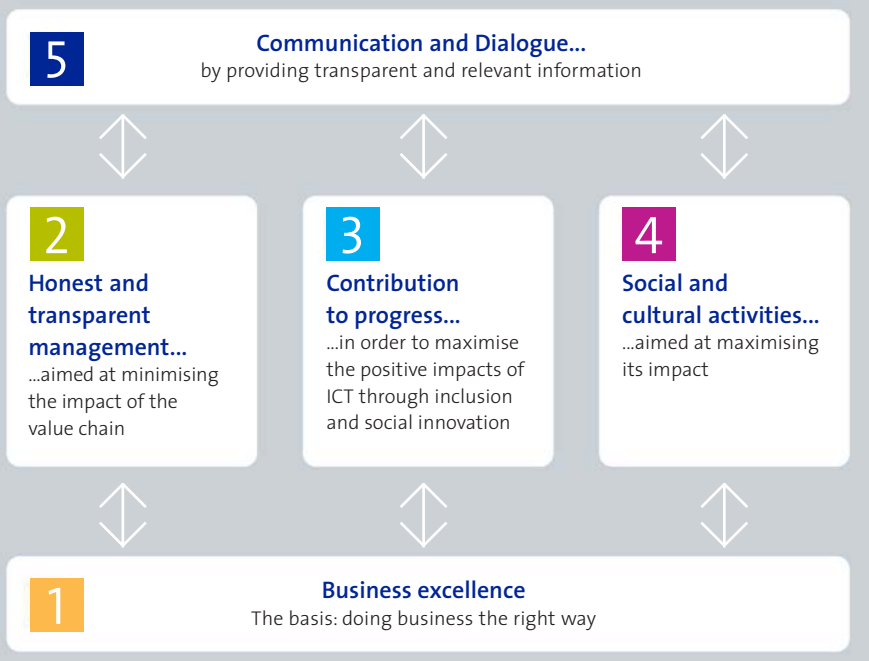 5
Communication and Dialogue...
by providing transparent and relevant information
2
Honest and
transparent
management...
...aimed at minimising
the impact of the
value chain
3
Contribution
to progress...
...in order to maximise
the positive impacts of
ICT through inclusion
and social innovation
4
Social and
cultural activities...
...aimed at maximising
its impact
1
Business excellence
The basis: doing business the right way